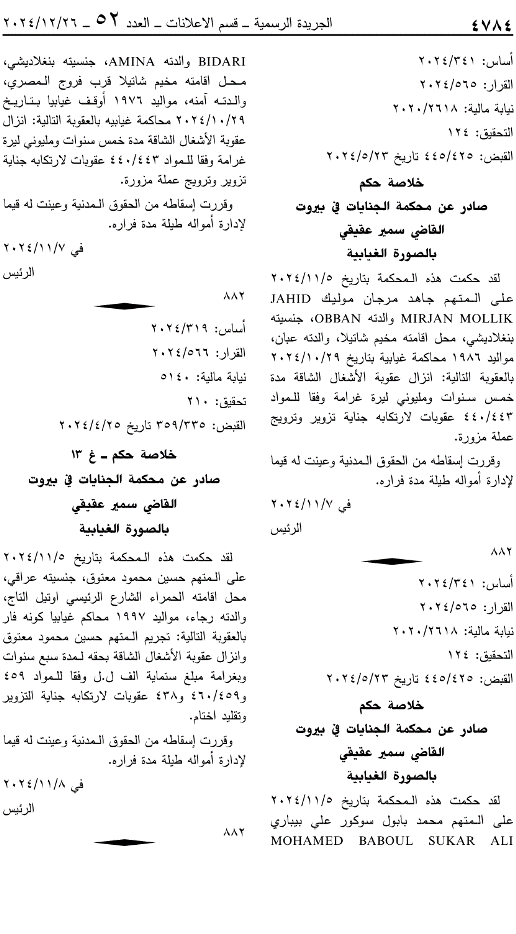 ٤٧٨٤
الجريدة الرسمية ــ قسم الاعلانات ــ العدد ٥٢ ــ ٢٠٢٤/١٢/٢٦
أساس: ٢٠٢٤/٣٤١
القرار: ٢٠٢٤/٥٦٥
نيابة مالية: ٢٠٢٠/٢٦١٨
التحقيق: ١٢٤
القبض: ٤٤٥/٤٢٥ تاريخ ٢٠٢٤/٥/٢٣
خلاصة حكم
صادر عن محكمة الجنايات في بيروت
القاضي سمير عقيقي
بالصورة الغيابية
لقد حكمت هذه المحكمة بتاريخ ٢٠٢٤/١١/٥
على المتهم جاهد مرجان موليك JAHID
MIRJAN MOLLIK والدته OBBAN، جنسيته
بنغلاديشي، محل اقامته مخيم شاتيلا، والدته عبان،
مواليد ١٩٨٦ محاكمة غيابية بتاريخ ٢٠٢٤/١٠/٢٩
بالعقوبة التالية: انزال عقوبة الأشغال الشاقة مدة
خمس سنوات ومليوني ليرة غرامة وفقا للمواد
٤٤٠/٤٤٣ عقوبات لارتكابه جناية تزوير وترويج
عملة مزورة.
وقررت إسقاطه من الحقوق المدنية وعينت له قيما
لإدارة أمواله طيلة مدة فراره.
في ٢٠٢٤/١١/٧
الرئيس
٨٨٢
أساس: ٢٠٢٤/٣٤١
القرار: ٢٠٢٤/٥٦٥
نيابة مالية: ٢٠٢٠/٢٦١٨
التحقيق: ١٢٤
القبض: ٤٤٥/٤٢٥ تاريخ ٢٠٢٤/٥/٢٣
خلاصة حكم
صادر عن محكمة الجنايات في بيروت
القاضي سمير عقيقي
بالصورة الغيابية
لقد حكمت هذه المحكمة بتاريخ ٢٠٢٤/١١/٥
على المتهم محمد بابول سوكور علي بيباري
MOHAMED BABOUL SUKAR ALI
BIDARI والدته AMINA، جنسيته بنغلاديشي،
محل اقامته مخيم شاتيلا قرب فروج المصري،
والدته آمنه، مواليد ١٩٧٦ أوقف غيابيا بتاريخ
٢٠٢٤/١٠/٢٩ محاكمة غيابيه بالعقوبة التالية: انزال
عقوبة الأشغال الشاقة مدة خمس سنوات ومليوني ليرة
غرامة وفقا للمواد ٤٤٠/٤٤٣ عقوبات لارتكابه جناية
تزوير وترويج عملة مزورة.
وقررت إسقاطه من الحقوق المدنية وعينت له قيما
لإدارة أمواله طيلة مدة فراره.
في ٢٠٢٤/١١/٧
الرئيس
٨٨٢
أساس: ٢٠٢٤/٣١٩
القرار: ٢٠٢٤/٥٦٦
نيابة مالية: ٥١٤٠
تحقيق: ٢١٠
القبض: ٣٥٩/٣٣٥ تاريخ ٢٠٢٤/٤/٢٥
خلاصة حكم ــ غ ١٣
صادر عن محكمة الجنايات في بيروت
القاضي سمير عقيقي
بالصورة الغيابية
لقد حكمت هذه المحكمة بتاريخ ٢٠٢٤/١١/٥
على المتهم حسين محمود معتوق، جنسيته عراقي،
محل اقامته الحمراء الشارع الرئيسي اوتيل التاج،
والدته رجاء، مواليد ١٩٩٧ محاكم غيابيا كونه فار
بالعقوبة التالية: تجريم المتهم حسين محمود معتوق
وانزال عقوبة الأشغال الشاقة بحقه لمدة سبع سنوات
وبغرامة مبلغ ستماية الف ل.ل وفقا للمواد ٤٥٩
و٤٦٠/٤٥٩ و٤٣٨ عقوبات لارتكابه جناية التزوير
وتقليد اختام.
وقررت إسقاطه من الحقوق المدنية وعينت له قيما
لإدارة أمواله طيلة مدة فراره.
في ٢٠٢٤/١١/٨
الرئيس
٨٨٢